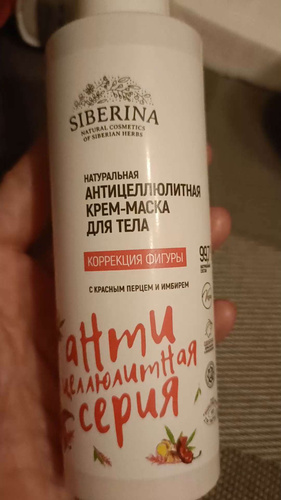 SIBERINA
NATURAL COSMETICS
OF SIBERIAN HERBS
НАТУРАЛЬНАЯ
АНТИЦЕЛЛЮЛИТНАЯ
КРЕМ-МАСКА
ДЛЯ ТЕЛА
КОРРЕКЦИЯ ФИГУРЫ
С КРАСНЫМ ПЕРЦЕМ И ИМБИРЕМ
анти
целлюлитная
серия